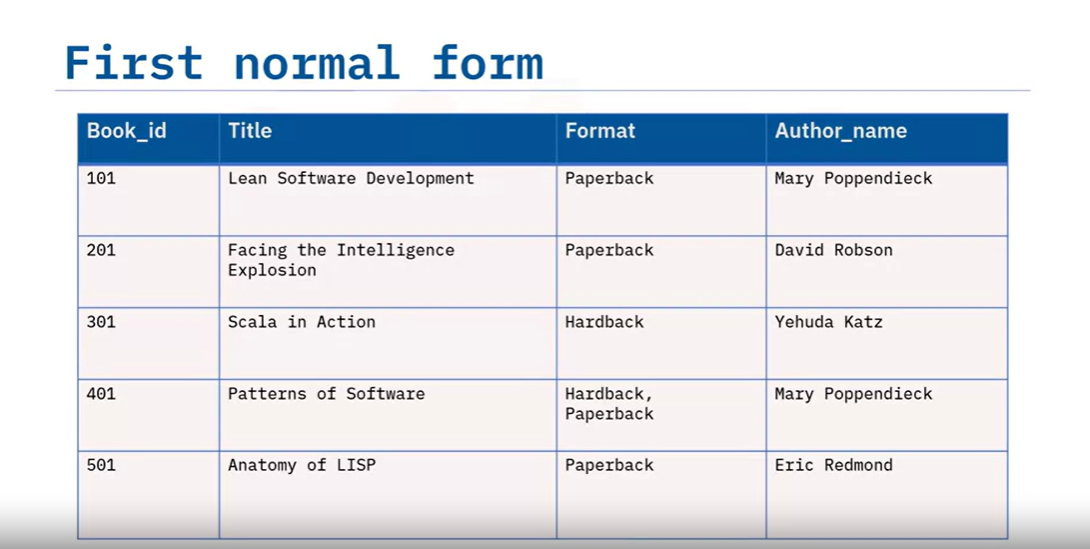 First normal form
Book_id Title Format Author_name
101 Lean Software Development Paperback Mary Poppendieck
201 Facing the Intelligence Paperback David Robson
Explosion
301 Scala in Action Hardback Yehuda Katz
401 Patterns of Software Hardback, Mary Poppendieck
Paperback
501 Anatomy of LISP Paperback Eric Redmond